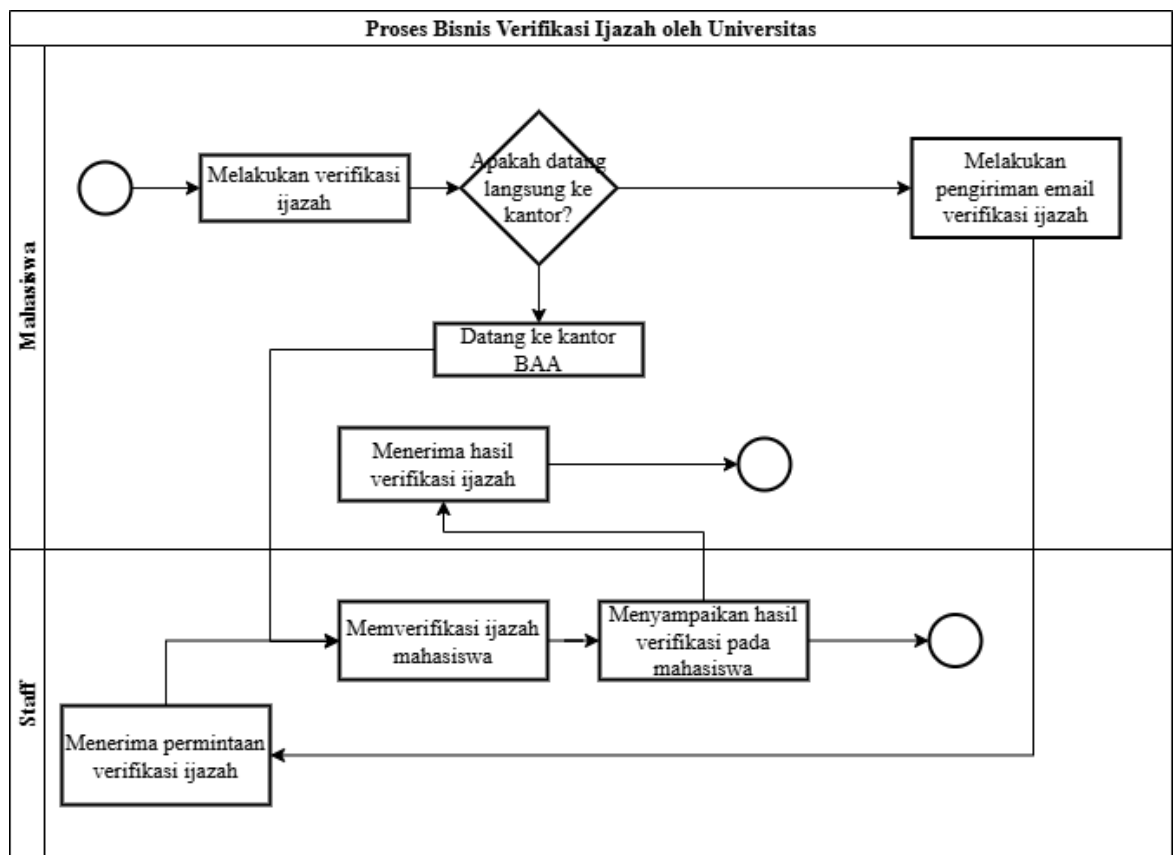 Proses Bisnis Verifikasi Ijazah oleh Universitas
Mahasiswa
Melakukan verifikasi
ijazah
Apakah datang
langsung ke
kantor?
Melakukan
pengiriman email
verifikasi ijazah
Datang ke kantor
BAA
Menerima hasil
verifikasi ijazah
Staff
Memverifikasi ijazah
mahasiswa
Menyampaikan hasil
verifikasi pada
mahasiswa
Menerima permintaan
verifikasi ijazah